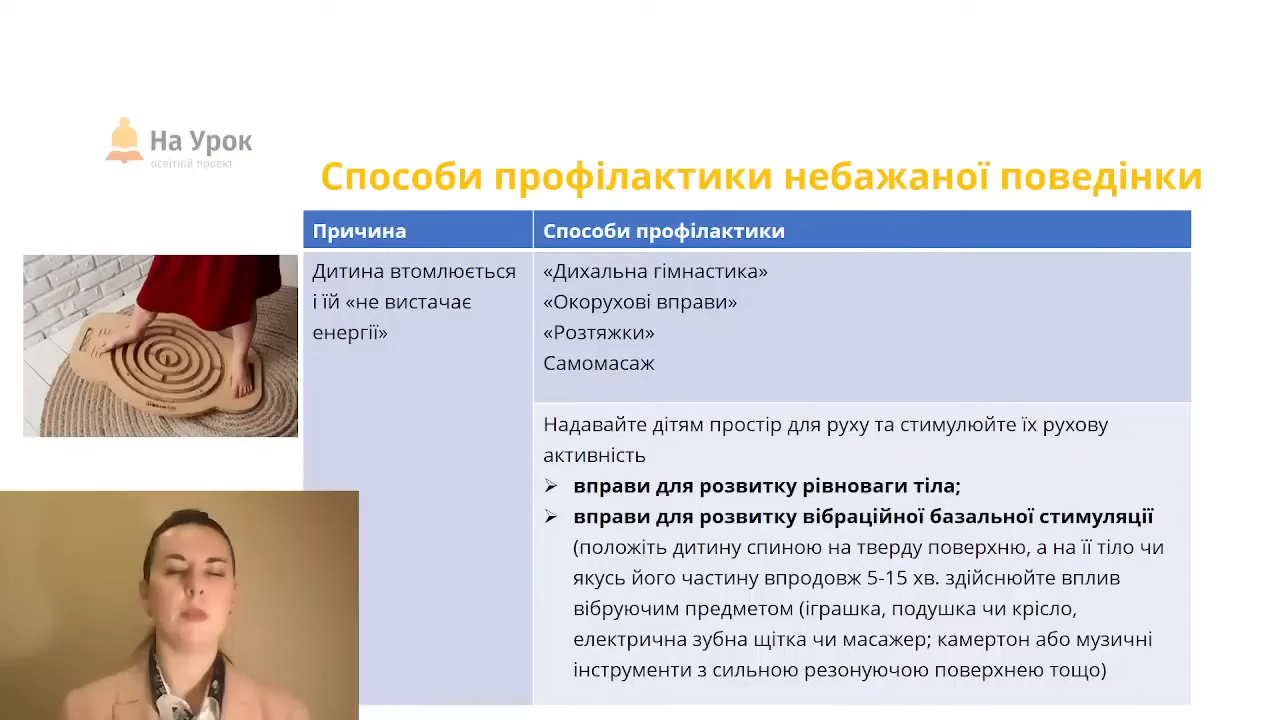 На Урок
освітній проект
Способи профілактики небажаної поведінки
Причина
Способи профілактики
Дитина втомлюється
і їй «не вистачає
енергії»
«Дихальна гімнастика»
«Окорухові вправи»
«Розтяжки»
Самомасаж
Надавайте дітям простір для руху та стимулюйте їх рухову
активність
➢ вправи для розвитку рівноваги тіла;
➢ вправи для розвитку вібраційної базальної стимуляції
(положіть дитину спиною на тверду поверхню, а на її тіло чи
якусь його частину впродовж 5-15 хв. здійснюйте вплив
вібруючим предметом (іграшка, подушка чи крісло,
електрична зубна щітка чи масажер; камертон або музичні
інструменти з сильною резонуючою поверхнею тощо)